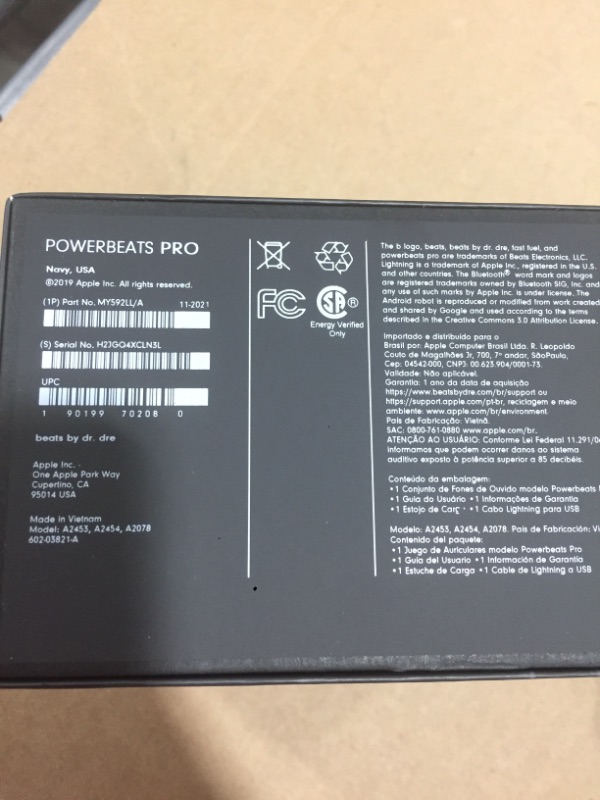 POWERBEATS PRO
Navy, USA
©2019 Apple Inc. All rights reserved.
(1P) Part No. MY592LL/A 11-2021
(S) Serial No. H2JGQ4XCLN3L
UPC
1 90199 70208 0
beats by dr. dre
Apple Inc.
One Apple Park Way
Cupertino, CA
95014 USA
Made in Vietnam
Model: A2453, A2454, A2078
602-03821-A
FC
SA ®
Energy Verified
Only
The b logo, beats, beats by dr. dre, fast fuel, and
powerbeats pro are trademarks of Beats Electronics, LLC.
Lightning is a trademark of Apple Inc., registered in the U.S.
and other countries. The Bluetooth® word mark and logos
are registered trademarks owned by Bluetooth SIG, Inc. and
any use of such marks by Apple Inc. is under license. The
Android robot is reproduced or modified from work created
and shared by Google and used according to the terms
described in the Creative Commons 3.0 Attribution License.
Importado e distribuído para o
Brasil por: Apple Computer Brasil Ltda. R. Leopoldo
Couto de Magalhães Jr, 700, 7º andar, SãoPaulo,
Cep: 04542-000, CNPJ: 00.623.904/0001-73.
Validade: Não aplicável.
Garantia: 1 ano da data de aquisição
https://www.beatsbydre.com/support/ou
https://support.apple.com/pt-br, reciclagem e meio
ambiente: www.apple.com/br/environment.
País de Fabricação: Vietnã.
SAC: 0800-761-0880 www.apple.com/br.
ATENÇÃO AO USUÁRIO: Conforme Lei Federal 11.291/0
informamos que podem ocorrer danos ao sistema
auditivo exposto à potência superior a 85 decibéis.
Conteúdo da embalagem:
• 1 Conjunto de Fones de Ouvido modelo Powerbeats
• 1 Guia do Usuário • 1 Informações de Garantia
• 1 Estojo de Carg • 1 Cabo Lightning para USB
Modelo: A2453, A2454, A2078. País de Fabricación: Vi
Contenido del paquete:
• 1 Juego de Auriculares modelo Powerbeats Pro
• 1 Guía del Usuario • 1 Información de Garantía
• 1 Estuche de Carga • 1 Cable de Lightning a USB